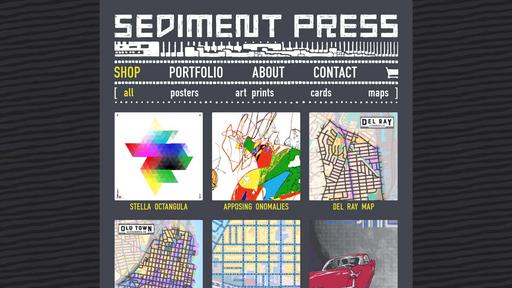 SEDIMENT PRESS
SHOP PORTFOLIO ABOUT CONTACT
[ all posters art prints cards maps ]
DEL RAY
STELLA OCTANGULA APPOSING ONOMALIES DEL RAY MAP
OLD TOWN